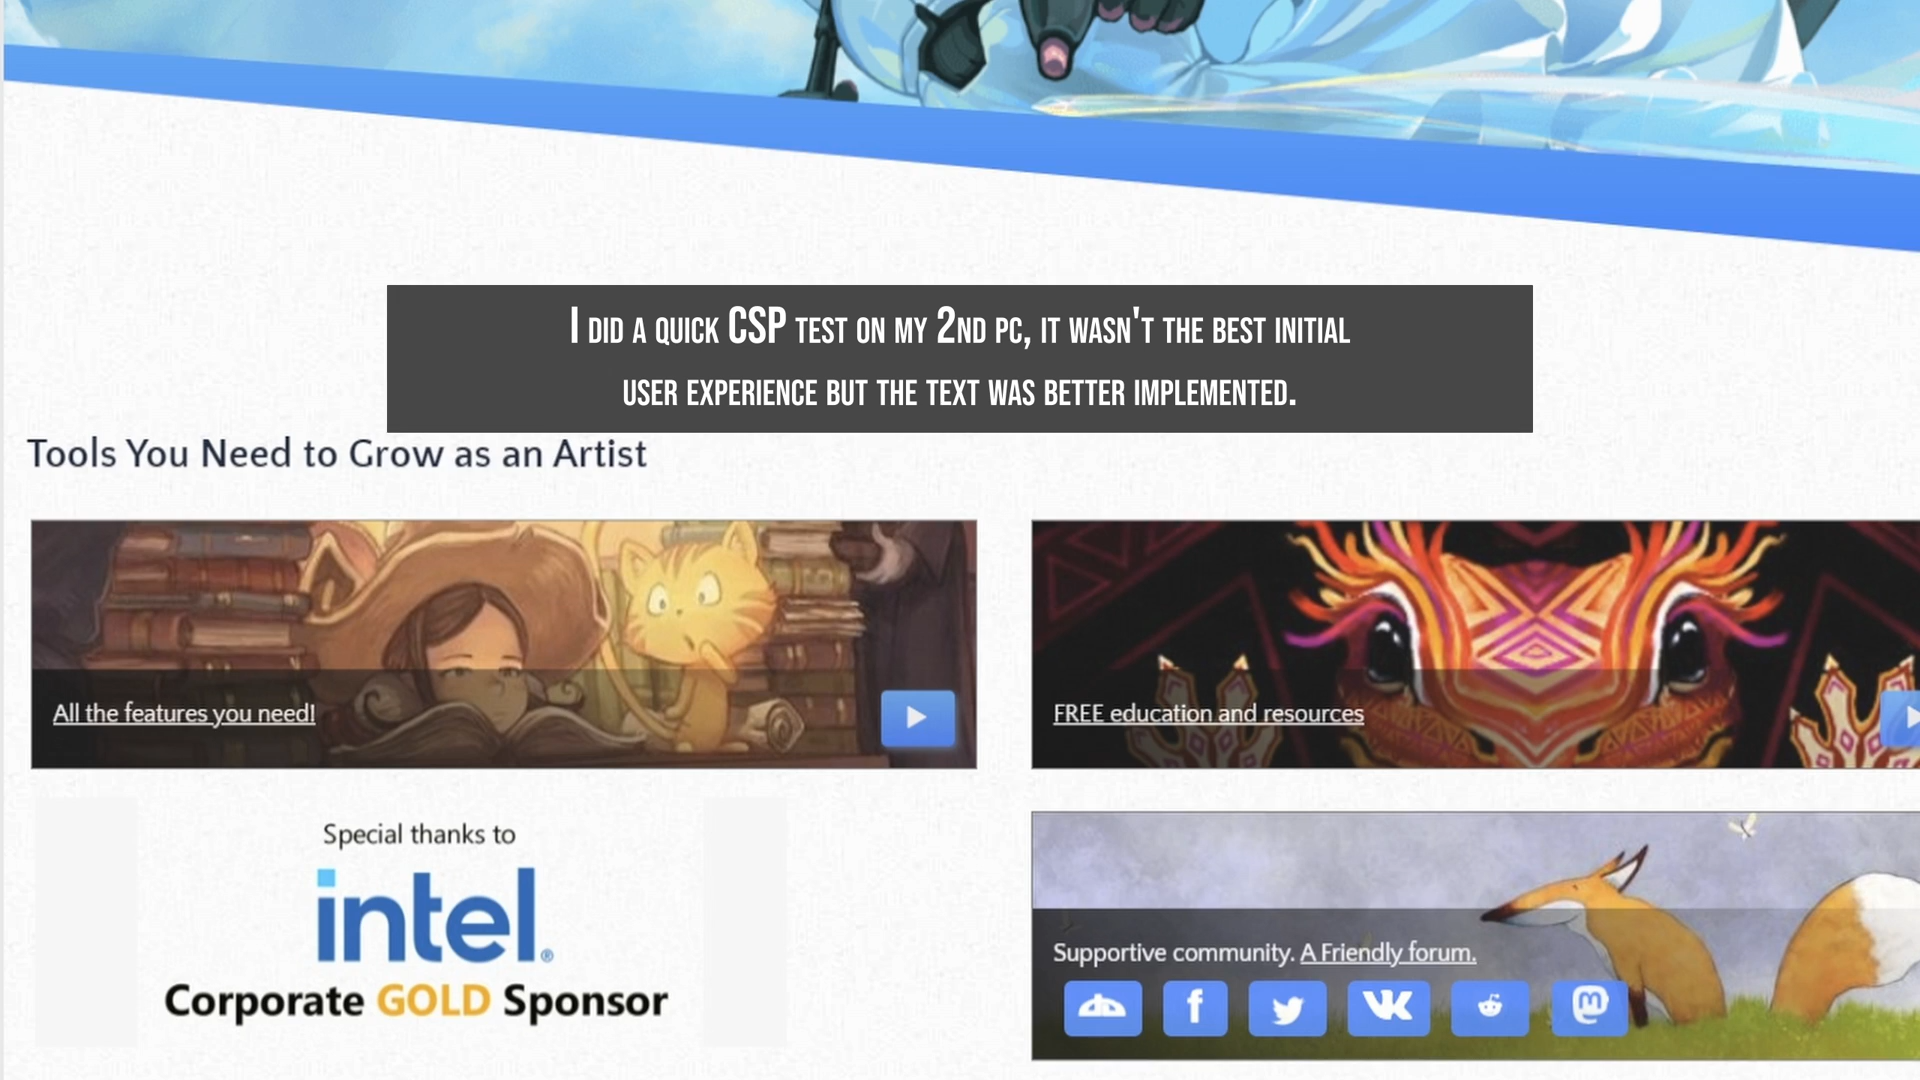 I did a quick CSP test on my 2nd pc, it wasn't the best initial
user experience but the text was better implemented.
Tools You Need to Grow as an Artist
All the features you need!
FREE education and resources
Special thanks to
intel®
Corporate GOLD Sponsor
Supportive community. A Friendly forum.